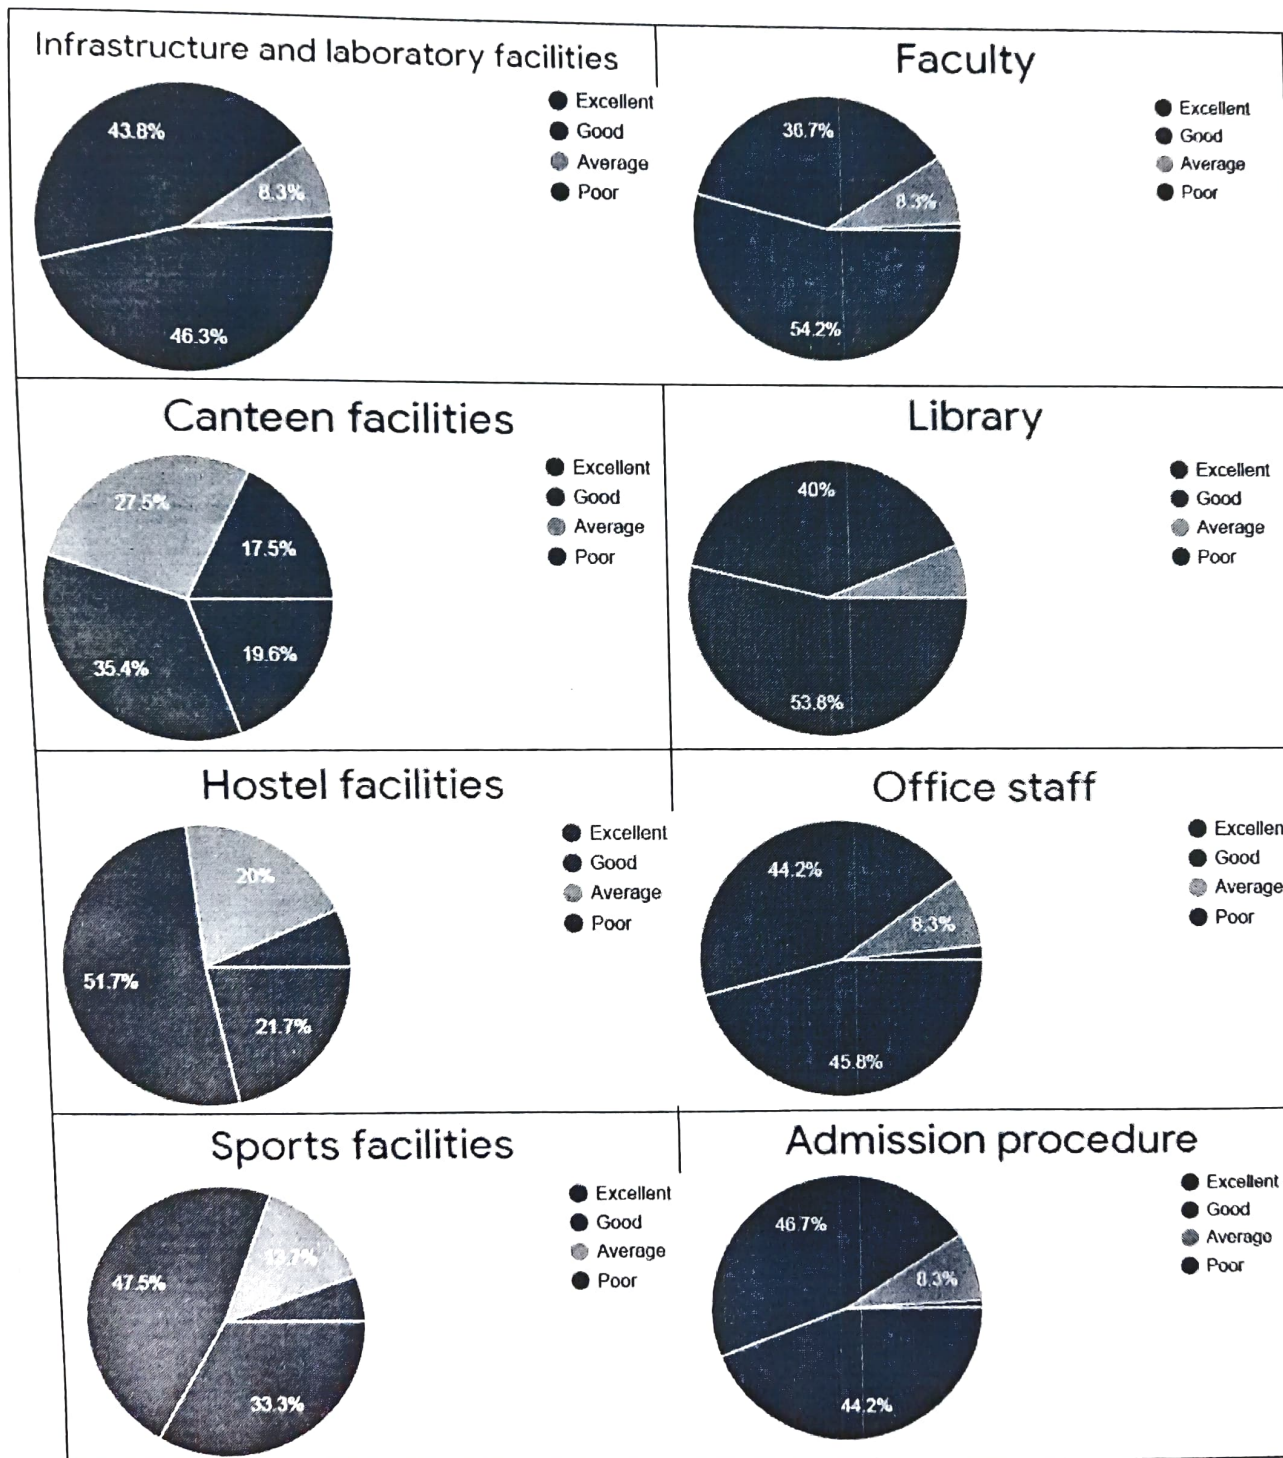 Infrastructure and laboratory facilities
43.8%
8.3%
46.3%
Excellent
Good
Average
Poor
Faculty
36.7%
8.3%
54.2%
Excellent
Good
Average
Poor
Canteen facilities
27.5%
17.5%
35.4%
19.6%
Excellent
Good
Average
Poor
Library
40%
53.8%
Excellent
Good
Average
Poor
Hostel facilities
20%
51.7%
21.7%
Excellent
Good
Average
Poor
Office staff
44.2%
8.3%
45.8%
Excellen
Good
Average
Poor
Sports facilities
47.5%
33.3%
Excellent
Good
Average
Poor
Admission procedure
46.7%
8.3%
44.2%
Excellent
Good
Average
Poor